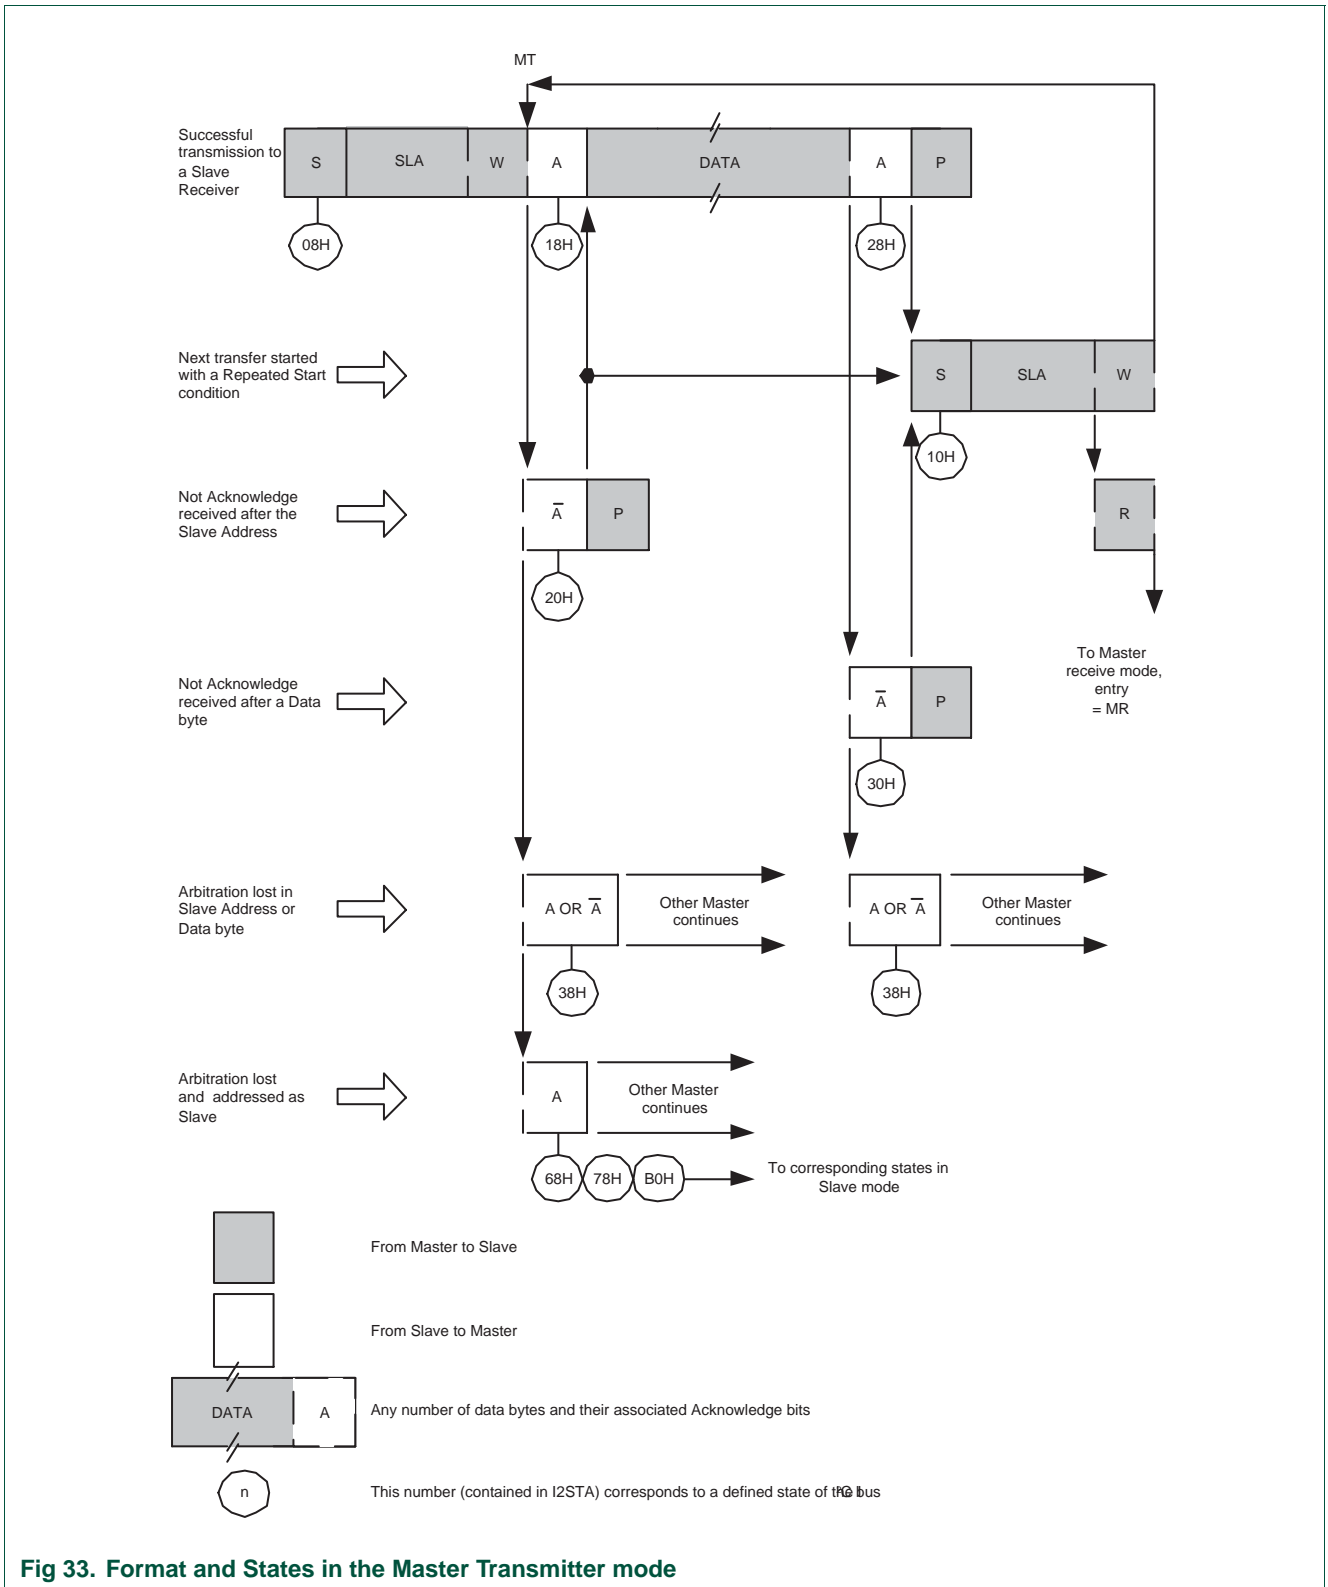 MT
Successful
transmission to
a Slave
Receiver
S SLA W A DATA A P
08H 18H 28H
Next transfer started
with a Repeated Start
condition
S SLA W
10H
Not Acknowledge
received after the
Slave Address
A̅ P
R
20H
To Master
receive mode,
entry
= MR
Not Acknowledge
received after a Data
byte
A̅ P
30H
Arbitration lost in
Slave Address or
Data byte
A OR A̅
Other Master
continues
A OR A̅
Other Master
continues
38H 38H
Arbitration lost
and addressed as
Slave
A
Other Master
continues
68H 78H B0H
To corresponding states in
Slave mode
From Master to Slave
From Slave to Master
DATA A
Any number of data bytes and their associated Acknowledge bits
n
This number (contained in I2STA) corresponds to a defined state of the bus
Fig 33. Format and States in the Master Transmitter mode